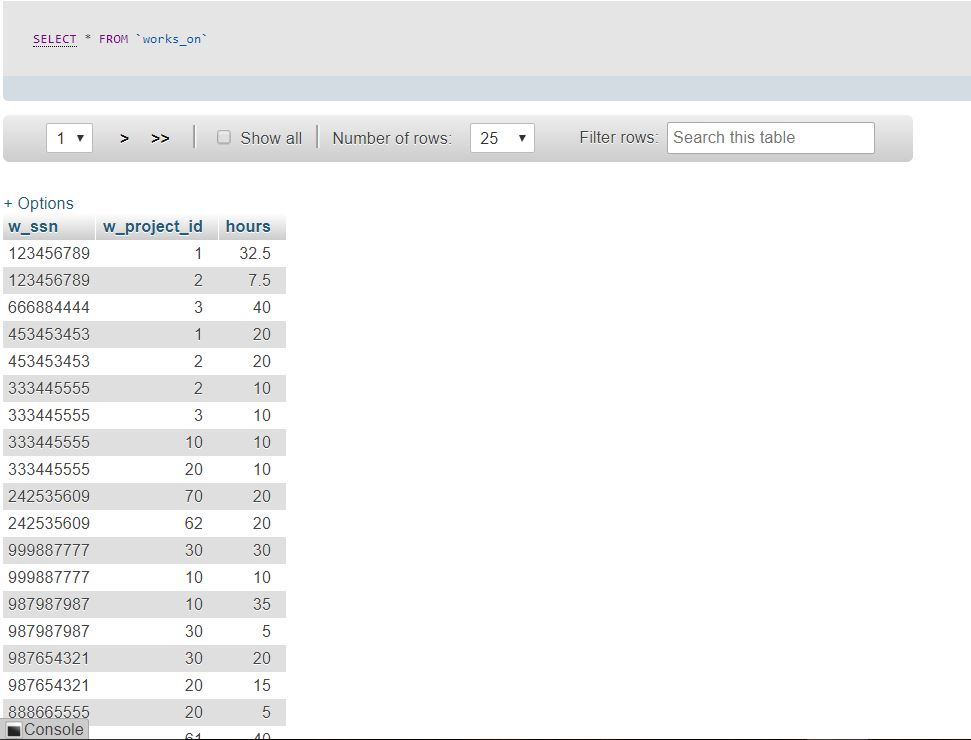 SELECT * FROM `works_on`
1 > >> Show all Number of rows: 25 Filter rows: Search this table
+ Options
w_ssn w_project_id hours
123456789 1 32.5
123456789 2 7.5
666884444 3 40
453453453 1 20
453453453 2 20
333445555 2 10
333445555 3 10
333445555 10 10
333445555 20 10
242535609 70 20
242535609 62 20
999887777 30 30
999887777 10 10
987987987 10 35
987987987 30 5
987654321 30 20
987654321 20 15
888665555 20 5
Console
61 40